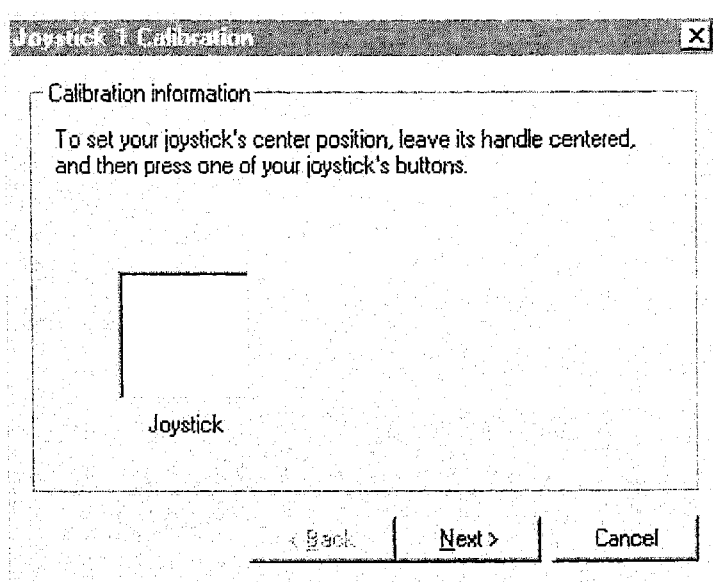 Joystick 1 Calibration
Calibration information
To set your joystick's center position, leave its handle centered,
and then press one of your joystick's buttons.
Joystick
< Back
Next >
Cancel